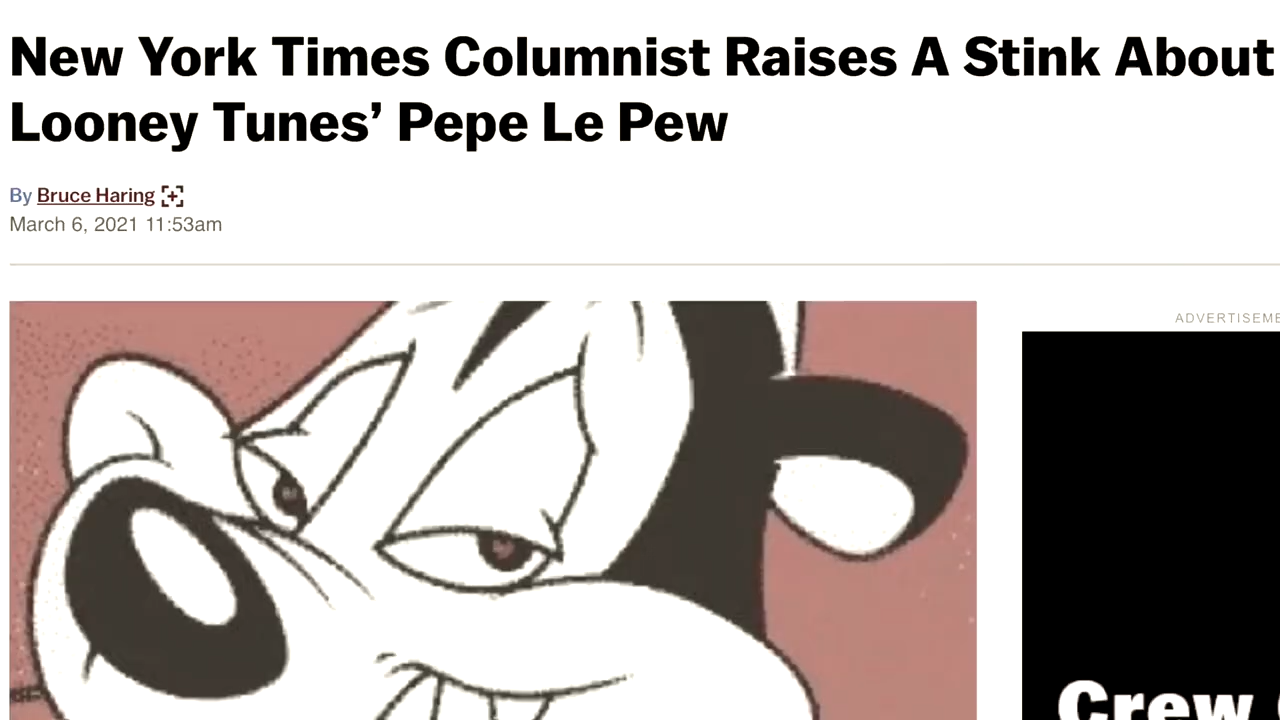 New York Times Columnist Raises A Stink About
Looney Tunes’ Pepe Le Pew
By Bruce Haring
March 6, 2021 11:53am
Crew